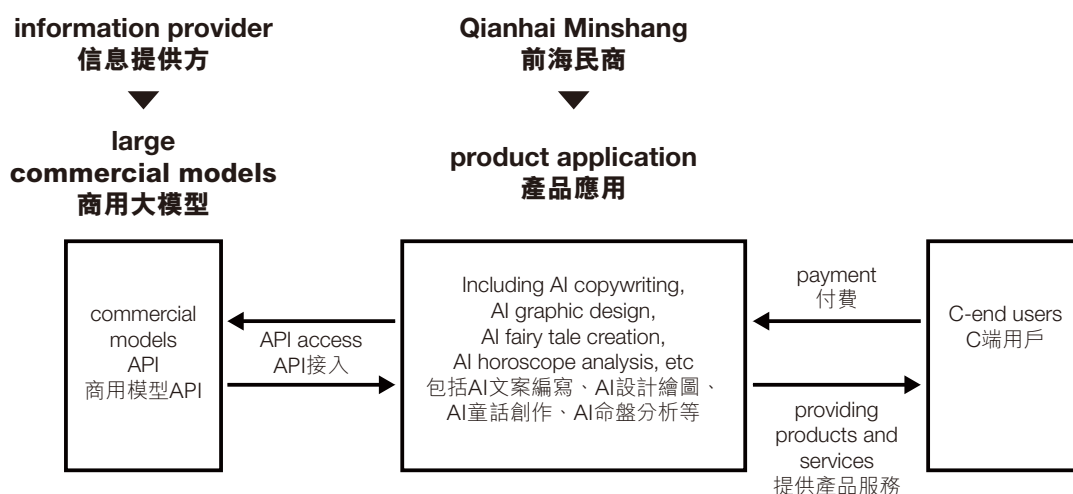 information provider
信息提供方
large
commercial models
商用大模型
Qianhai Minshang
前海民商
product application
產品應用
commercial
models
API
商用模型API
API access
API接入
Including AI copywriting,
AI graphic design,
AI fairy tale creation,
AI horoscope analysis, etc
包括AI文案編寫、AI設計繪圖、
AI童話創作、AI命盤分析等
payment
付費
providing
products and
services
提供產品服務
C-end users
C端用戶